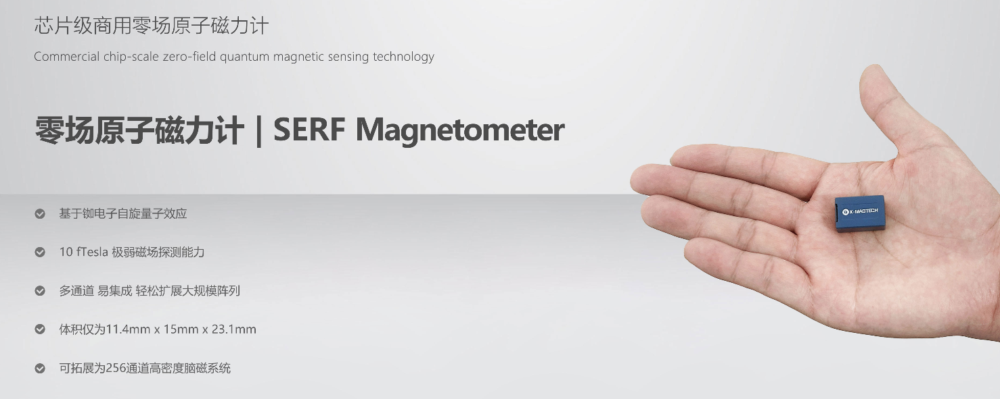 芯片级商用零场原子磁力计
Commercial chip-scale zero-field quantum magnetic sensing technology
零场原子磁力计 | SERF Magnetometer
基于铷电子自旋量子效应
10 fTesla 极弱磁场探测能力
多通道 易集成 轻松扩展大规模阵列
体积仅为11.4mm x 15mm x 23.1mm
可拓展为256通道高密度脑磁系统
X-MAGTECH